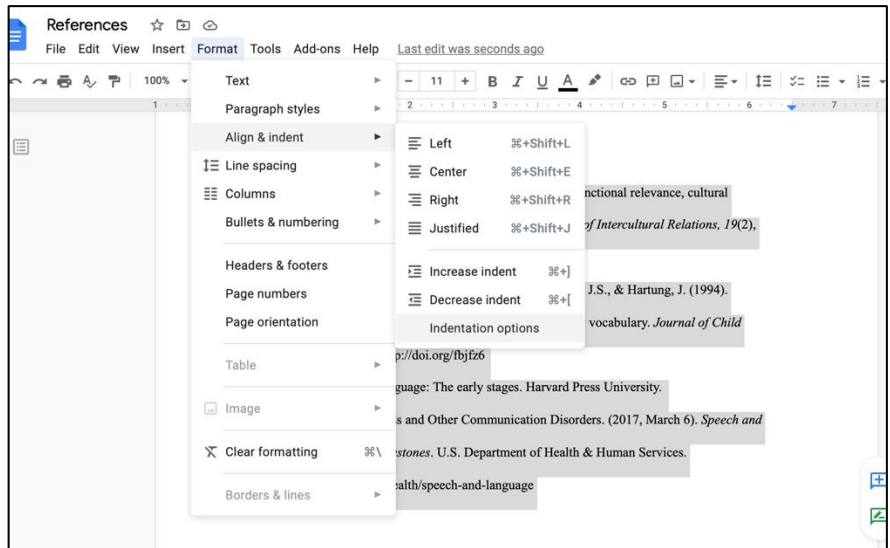 References
File Edit View Insert Format Tools Add-ons Help Last edit was seconds ago
100% - 11 + B I U A
1 2 3 4 5 6 7
Text
Paragraph styles
Align & indent
Line spacing
Columns
Bullets & numbering
Headers & footers
Page numbers
Page orientation
Table
Image
Clear formatting ⌘\
Borders & lines
Left ⌘+Shift+L
Center ⌘+Shift+E
Right ⌘+Shift+R
Justified ⌘+Shift+J
Increase indent ⌘+]
Decrease indent ⌘+[
Indentation options
nctional relevance, cultural
of Intercultural Relations, 19(2),
J.S., & Hartung, J. (1994).
vocabulary. Journal of Child
p://doi.org/fbjfz6
guage: The early stages. Harvard Press University.
s and Other Communication Disorders. (2017, March 6). Speech and
estones. U.S. Department of Health & Human Services.
ealth/speech-and-language